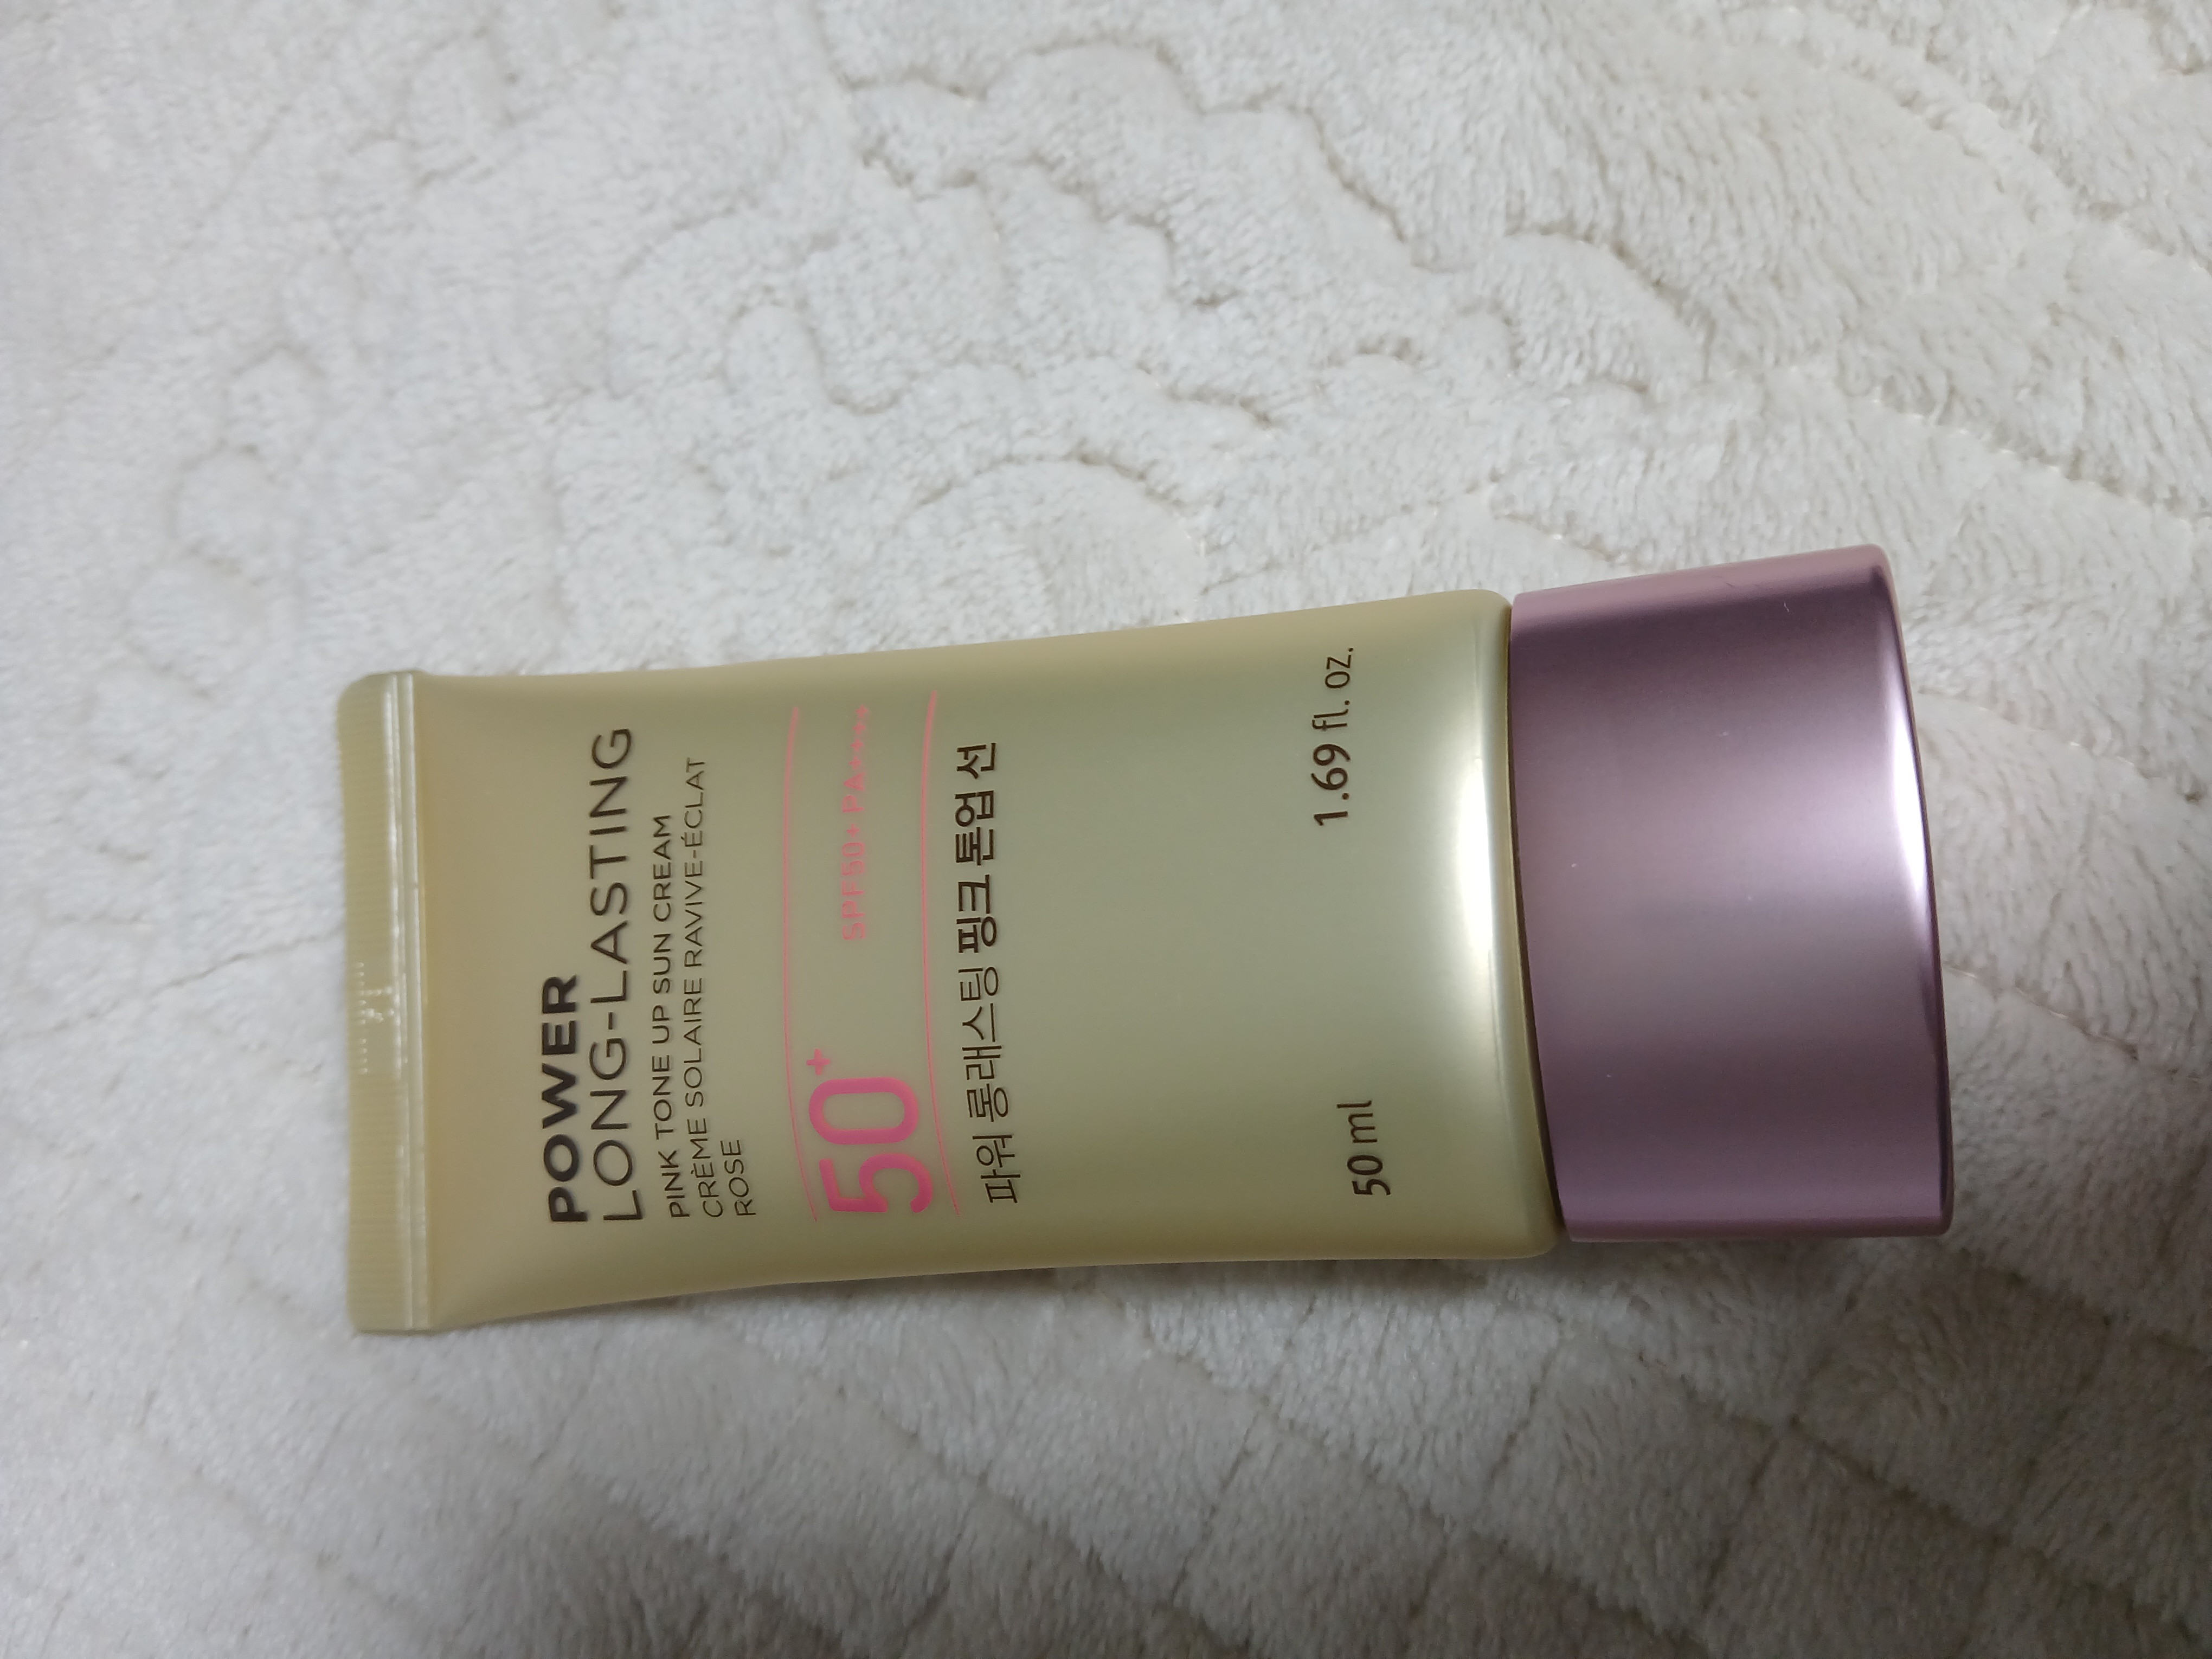 POWER
LONG-LASTING
PINK TONE UP SUN CREAM
CRÈME SOLAIRE RAVIVE-ÉCLAT
ROSE
50+ SPF50+ PA++++
파워 롱래스팅 핑크 톤업 선
50 ml 1.69 fl. oz.